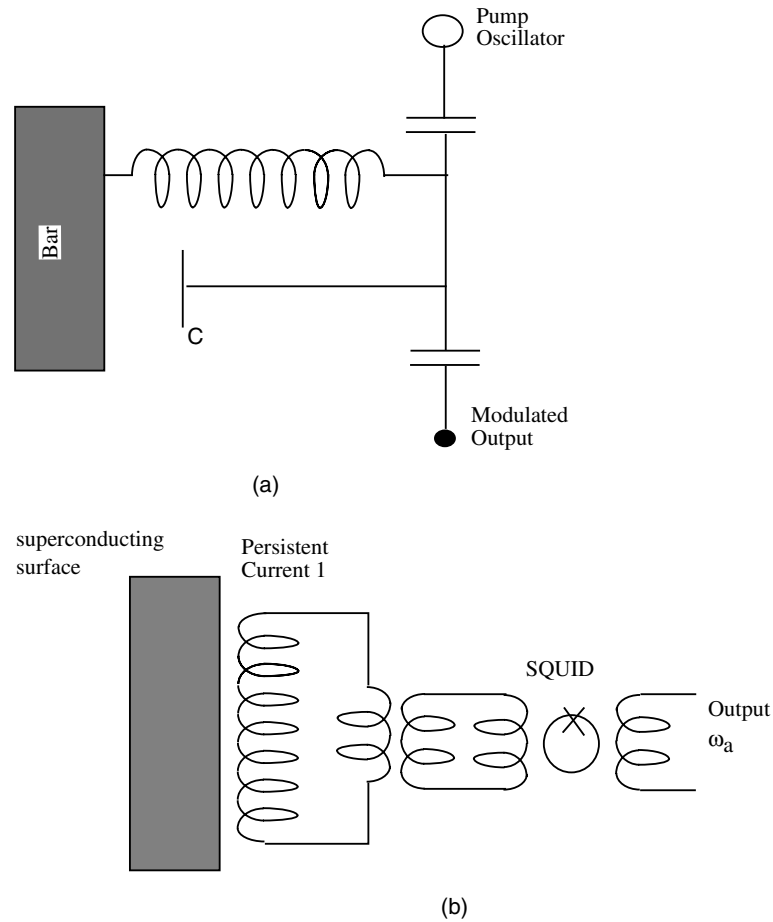 Pump
Oscillator
Bar
C
Modulated
Output
(a)
superconducting
surface
Persistent
Current 1
SQUID
Output
ωa
(b)